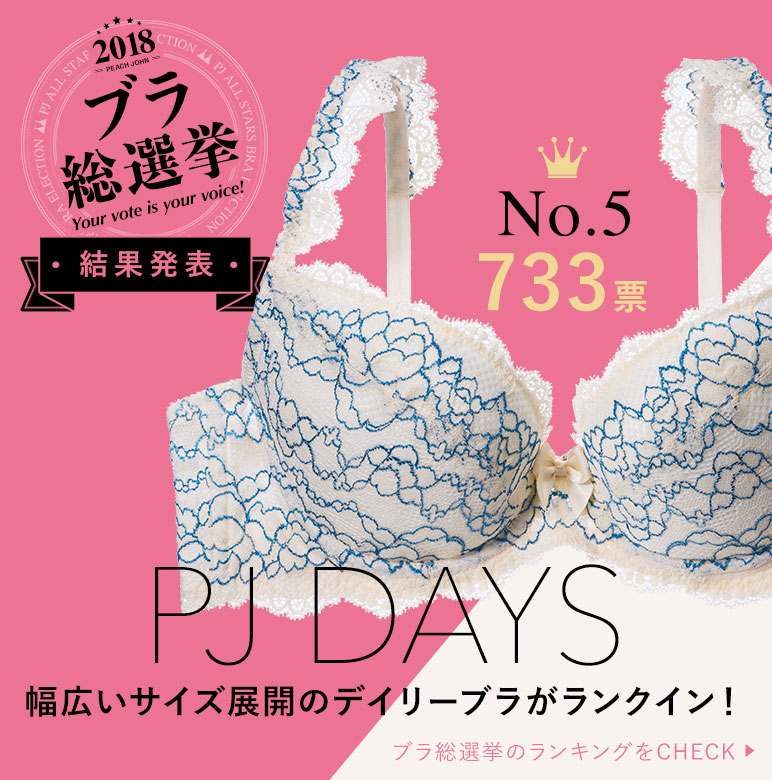 2018
PEACH JOHN
ブラ
総選挙
Your vote is your voice!
・結果発表・
No.5
733票
PJ DAYS
幅広いサイズ展開のデイリーブラがランクイン！
ブラ総選挙のランキングをCHECK